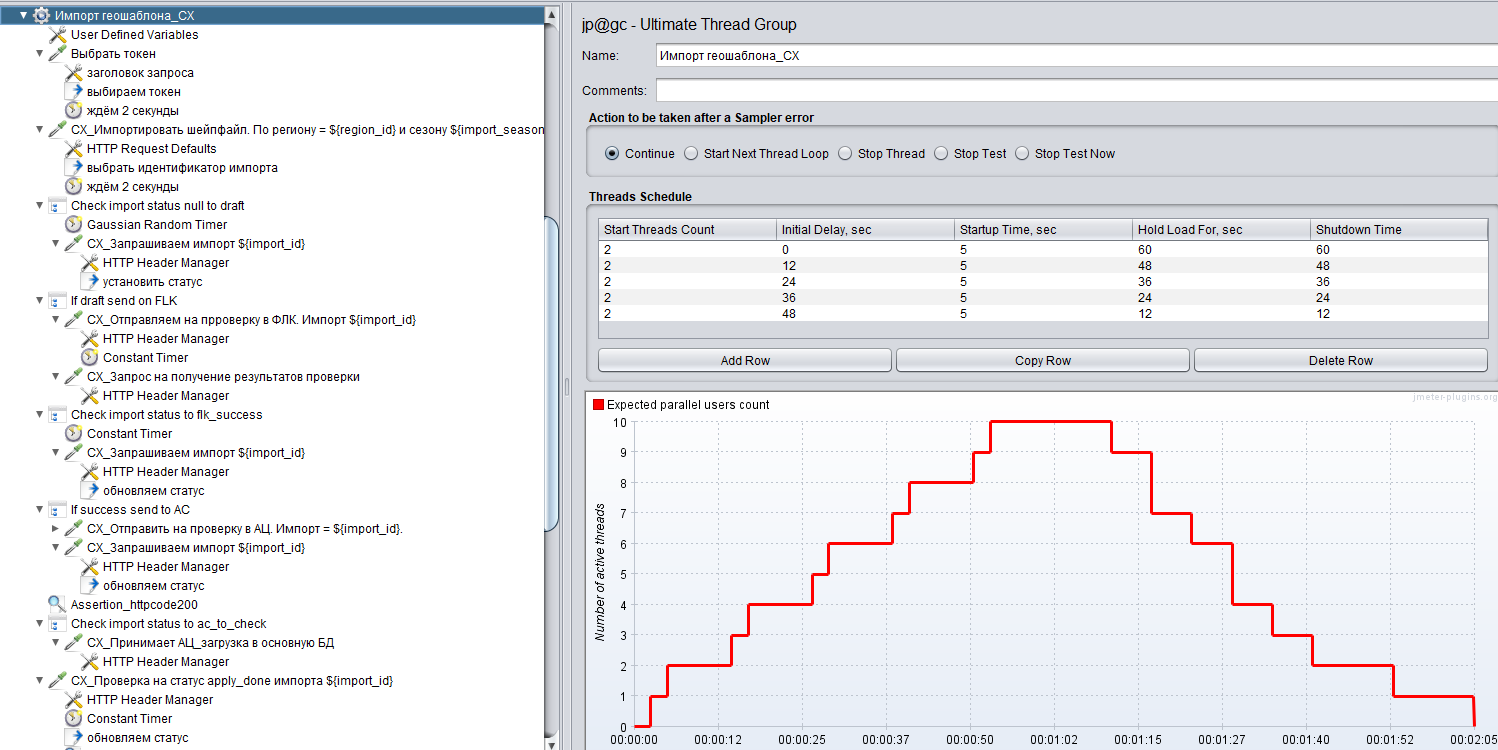 Импорт геошаблона_СХ
User Defined Variables
Выбрать токен
заголовок запроса
выбираем токен
ждём 2 секунды
СХ_Импортировать шейпфайл. По региону = ${region_id} и сезону ${import_season
HTTP Request Defaults
выбрать идентификатор импорта
ждём 2 секунды
Check import status null to draft
Gaussian Random Timer
СХ_Запрашиваем импорт ${import_id}
HTTP Header Manager
установить статус
If draft send on FLK
СХ_Отправляем на прроверку в ФЛК. Импорт ${import_id}
HTTP Header Manager
Constant Timer
СХ_Запрос на получение результатов проверки
HTTP Header Manager
Check import status to flk_success
Constant Timer
СХ_Запрашиваем импорт ${import_id}
HTTP Header Manager
обновляем статус
If success send to AC
СХ_Отправить на проверку в АЦ. Импорт = ${import_id}.
СХ_Запрашиваем импорт ${import_id}
HTTP Header Manager
обновляем статус
Assertion_httpcode200
Check import status to ac_to_check
СХ_Принимает АЦ_загрузка в основную БД
HTTP Header Manager
СХ_Проверка на статус apply_done импорта ${import_id}
HTTP Header Manager
Constant Timer
обновляем статус
jp@gc - Ultimate Thread Group
Name: Импорт геошаблона_СХ
Comments:
Action to be taken after a Sampler error
Continue Start Next Thread Loop Stop Thread Stop Test Stop Test Now
Threads Schedule
Start Threads Count Initial Delay, sec Startup Time, sec Hold Load For, sec Shutdown Time
2 0 5 60 60
2 12 5 48 48
2 24 5 36 36
2 36 5 24 24
2 48 5 12 12
Add Row Copy Row Delete Row
Expected parallel users count
jmeter-plugins.org
10
9
8
7
6
5
4
3
2
1
0
Number of active threads
00:00:00 00:00:12 00:00:25 00:00:37 00:00:50 00:01:02 00:01:15 00:01:27 00:01:40 00:01:52 00:02:05